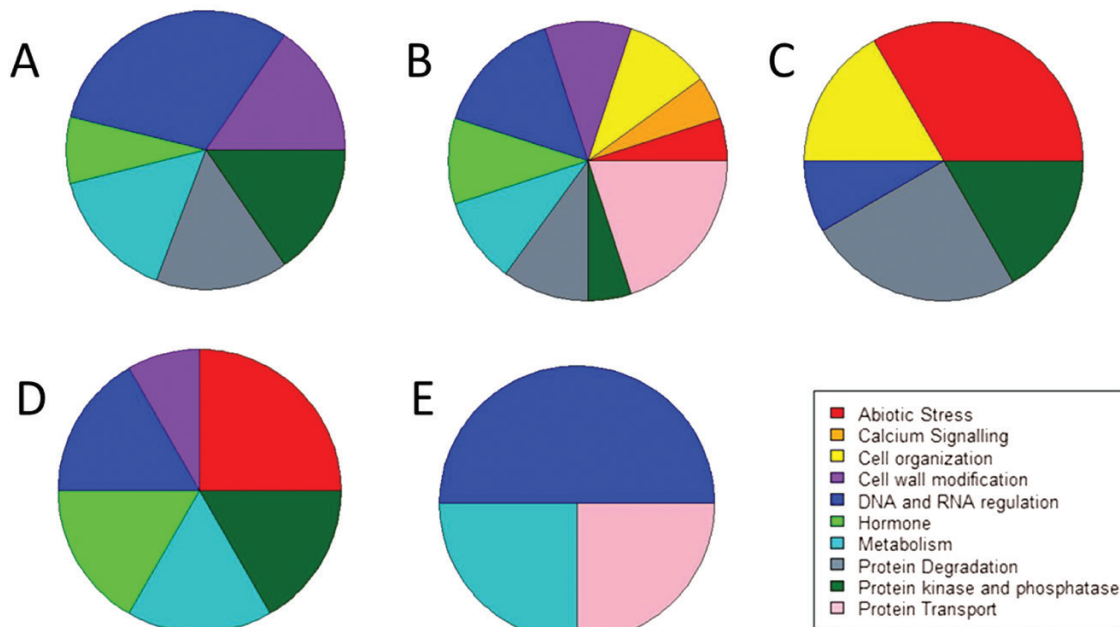 A
B
C
D
E
Abiotic Stress
Calcium Signalling
Cell organization
Cell wall modification
DNA and RNA regulation
Hormone
Metabolism
Protein Degradation
Protein kinase and phosphatase
Protein Transport